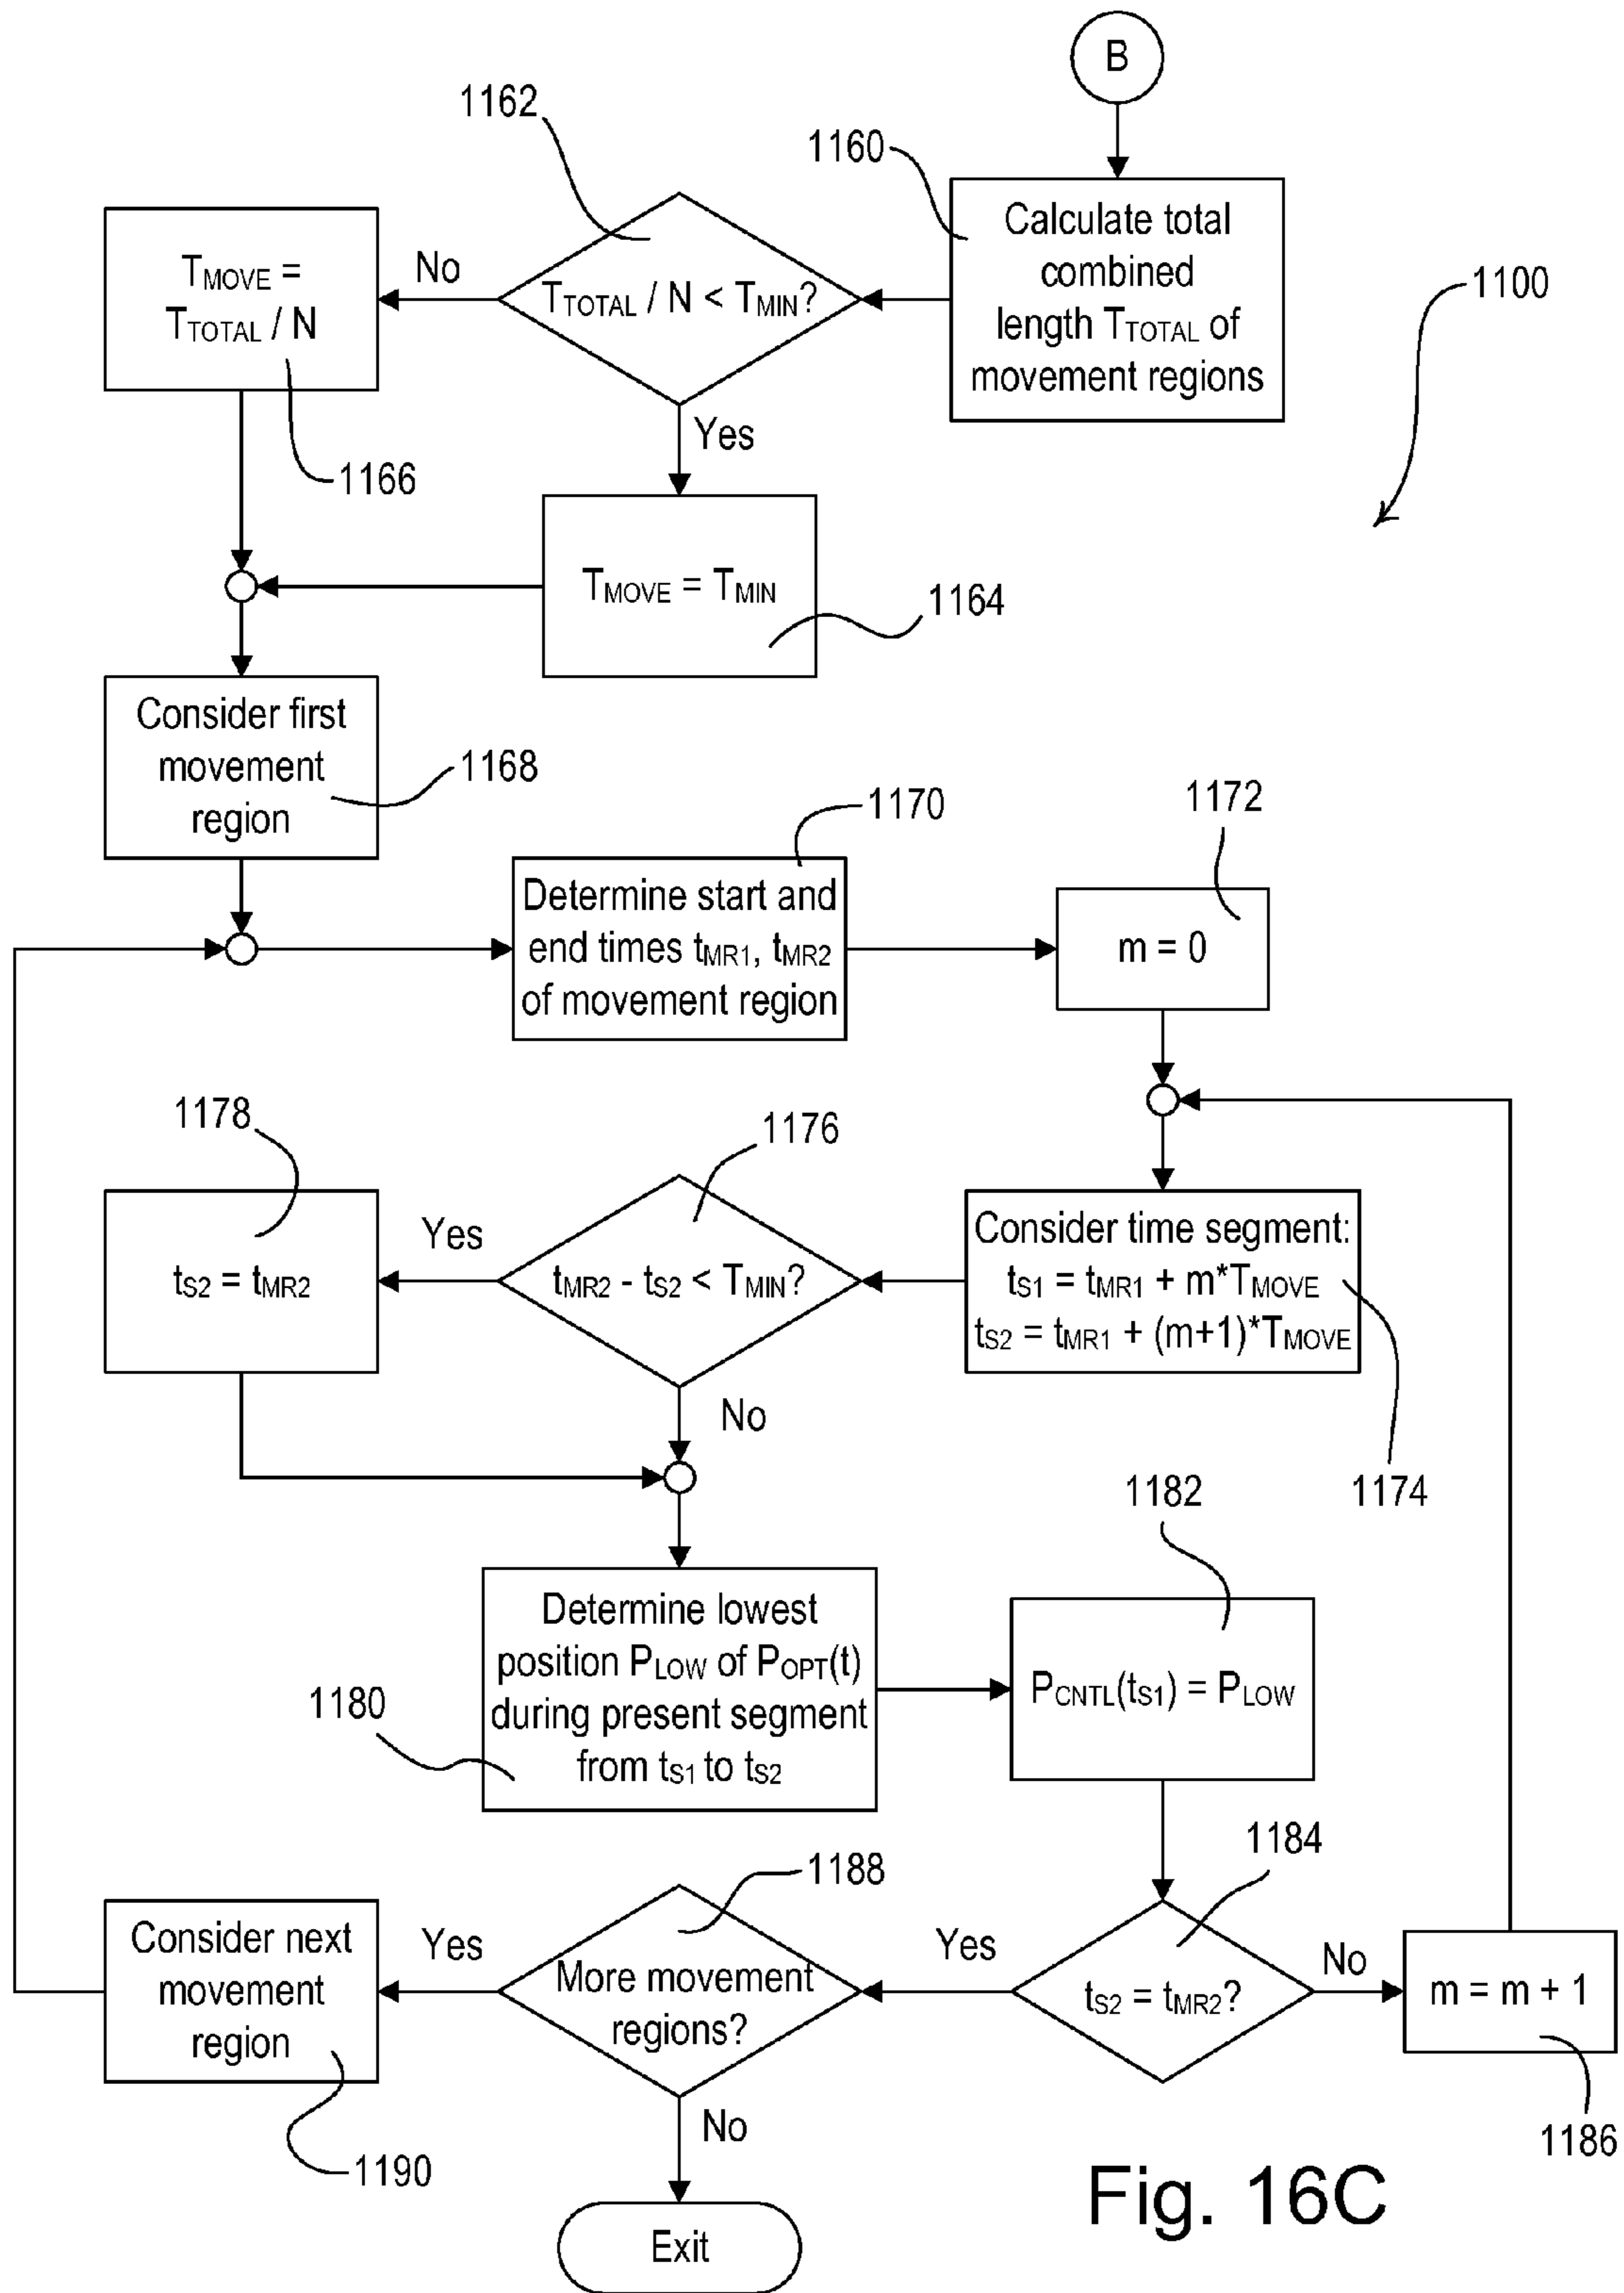 B
1162
1160
Calculate total
combined
length TTOTAL of
movement regions
1100
TMOVE =
TTOTAL / N
No
TTOTAL / N < TMIN?
1166
Yes
TMOVE = TMIN
1164
Consider first
movement
region
1168
1170
1172
Determine start and
end times tMR1, tMR2
of movement region
m = 0
1178
1176
tS2 = tMR2
Yes
tMR2 - tS2 < TMIN?
Consider time segment:
tS1 = tMR1 + m*TMOVE
tS2 = tMR1 + (m+1)*TMOVE
No
1174
1182
Determine lowest
position PLOW of POPT(t)
during present segment
from tS1 to tS2
1180
PCNTL(tS1) = PLOW
1184
1188
Consider next
movement
region
Yes
More movement
regions?
Yes
tS2 = tMR2?
No
m = m + 1
1190
No
1186
Exit
Fig. 16C